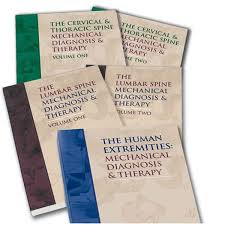 THE CERVICAL &
THORACIC SPINE
MECHANICAL
DIAGNOSIS &
THERAPY
VOLUME ONE
THE CERVICAL &
THORACIC SPINE
MECHANICAL
DIAGNOSIS &
THERAPY
VOLUME TWO
THE
LUMBAR SPINE
MECHANICAL
DIAGNOSIS &
THERAPY
VOLUME ONE
THE
LUMBAR SPINE
MECHANICAL
DIAGNOSIS &
THERAPY
VOLUME TWO
THE HUMAN
EXTREMITIES:
MECHANICAL
DIAGNOSIS
& THERAPY